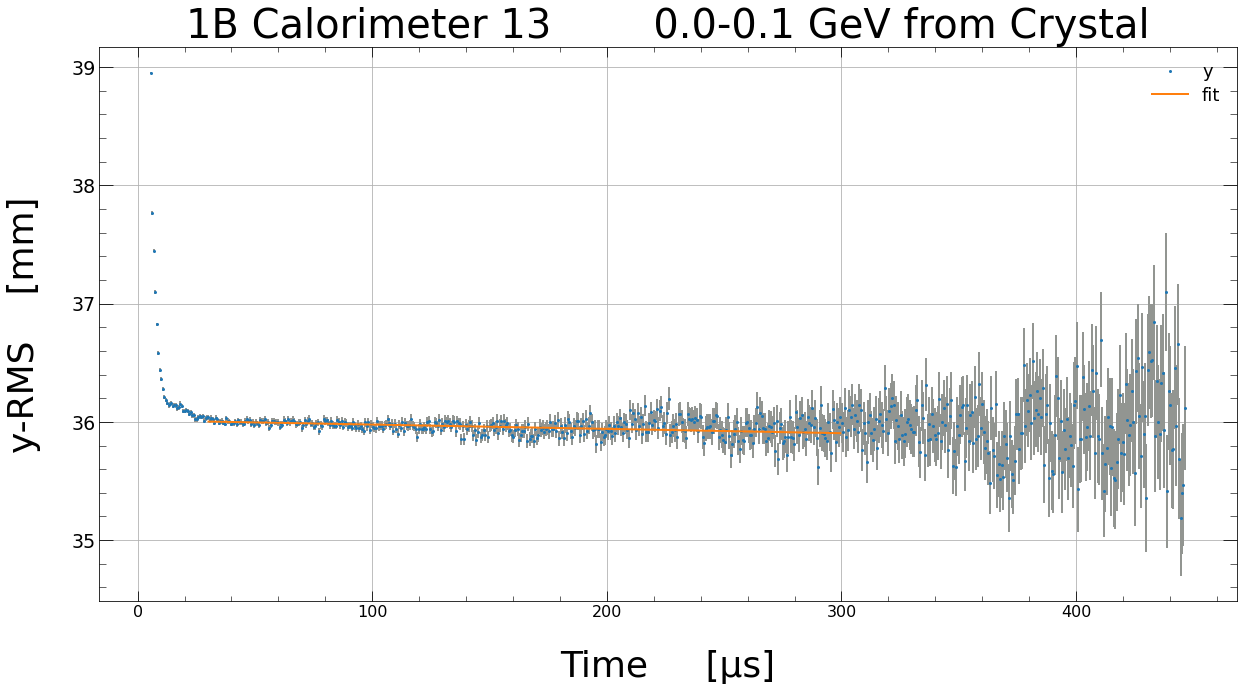 1B Calorimeter 13 0.0-0.1 GeV from Crystal
y
fit
39
38
37
36
35
y-RMS [mm]
0 100 200 300 400
Time [µs]